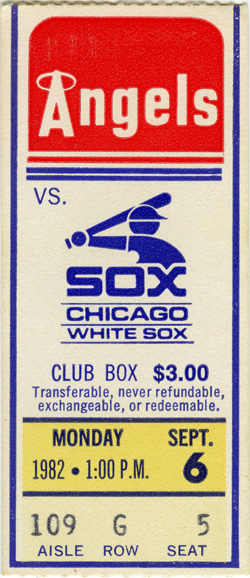 Angels
VS.
SOX
CHICAGO
WHITE SOX
CLUB BOX $3.00
Transferable, never refundable,
exchangeable, or redeemable.
MONDAY SEPT.
1982 • 1:00 P.M. 6
109 G 5
AISLE ROW SEAT